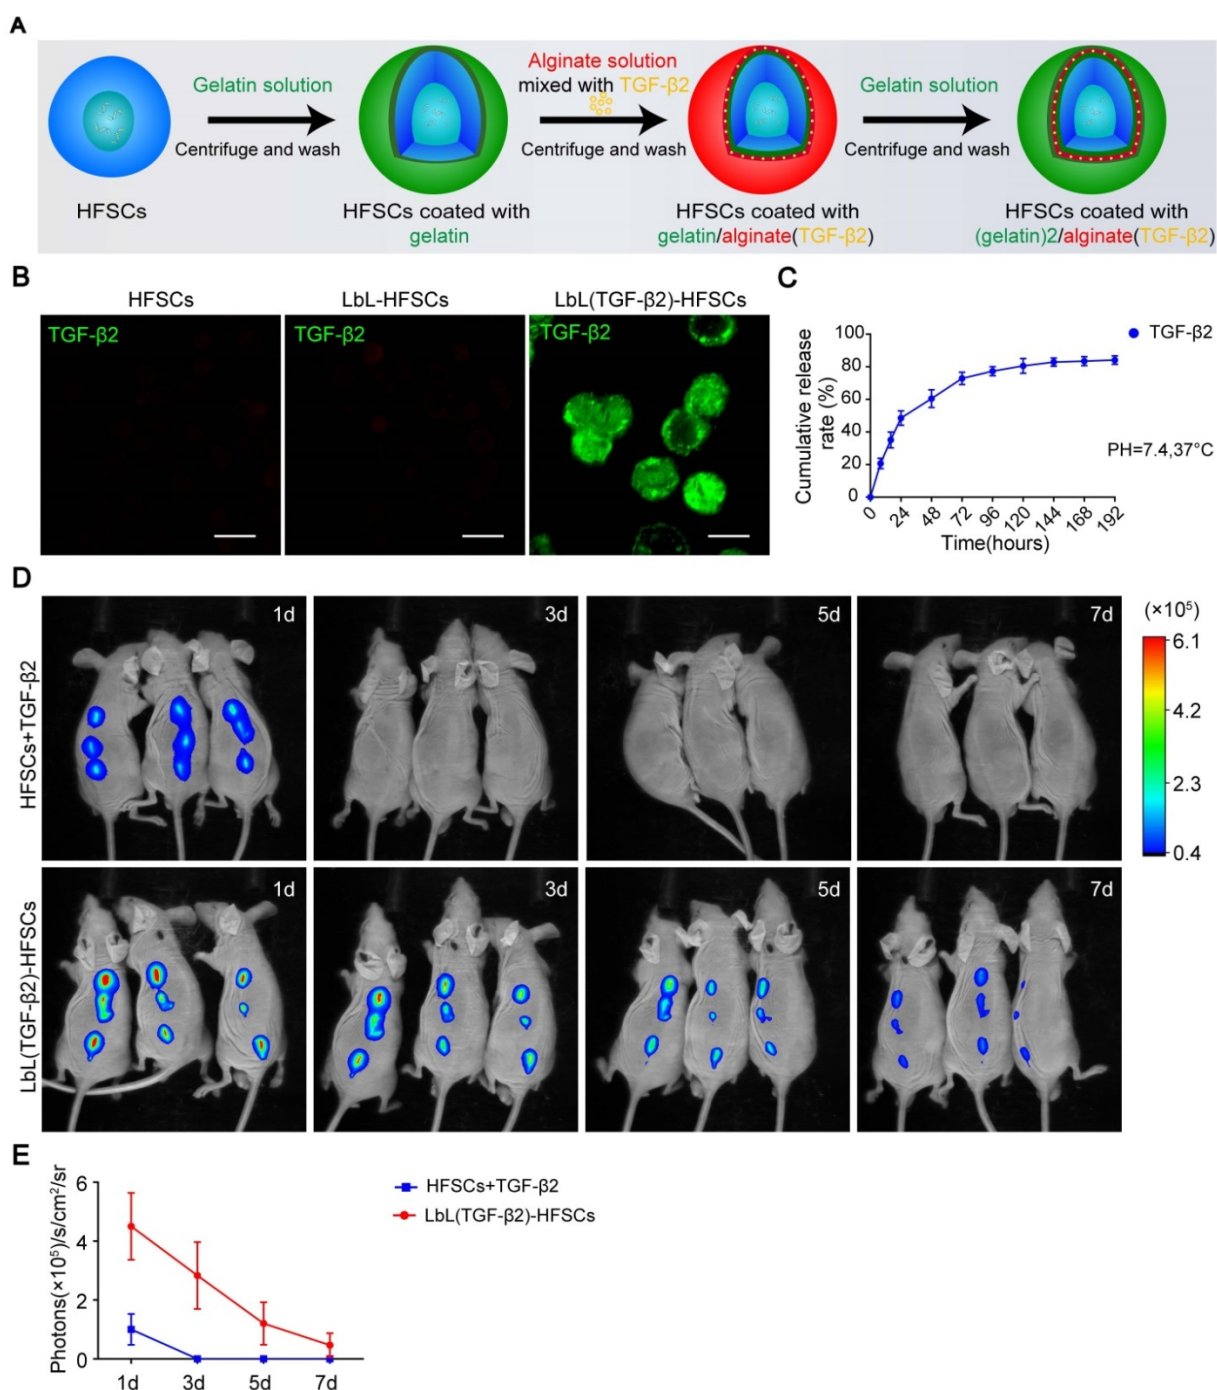 A
Gelatin solution
Centrifuge and wash
Alginate solution
mixed with TGF-β2
Centrifuge and wash
Gelatin solution
Centrifuge and wash
HFSCs
HFSCs coated with
gelatin
HFSCs coated with
gelatin/alginate(TGF-β2)
HFSCs coated with
(gelatin)2/alginate(TGF-β2)
B
HFSCs
LbL-HFSCs
LbL(TGF-β2)-HFSCs
TGF-β2
TGF-β2
TGF-β2
C
Cumulative release
rate (%)
100
80
60
40
20
0
0 24 48 72 96 120 144 168 192
Time(hours)
TGF-β2
PH=7.4,37°C
D
HFSCs+TGF-β2
1d
3d
5d
7d
(×10⁵)
6.1
4.2
2.3
0.4
LbL(TGF-β2)-HFSCs
1d
3d
5d
7d
E
Photons(×10⁵)/s/cm²/sr
6
4
2
0
1d 3d 5d 7d
HFSCs+TGF-β2
LbL(TGF-β2)-HFSCs